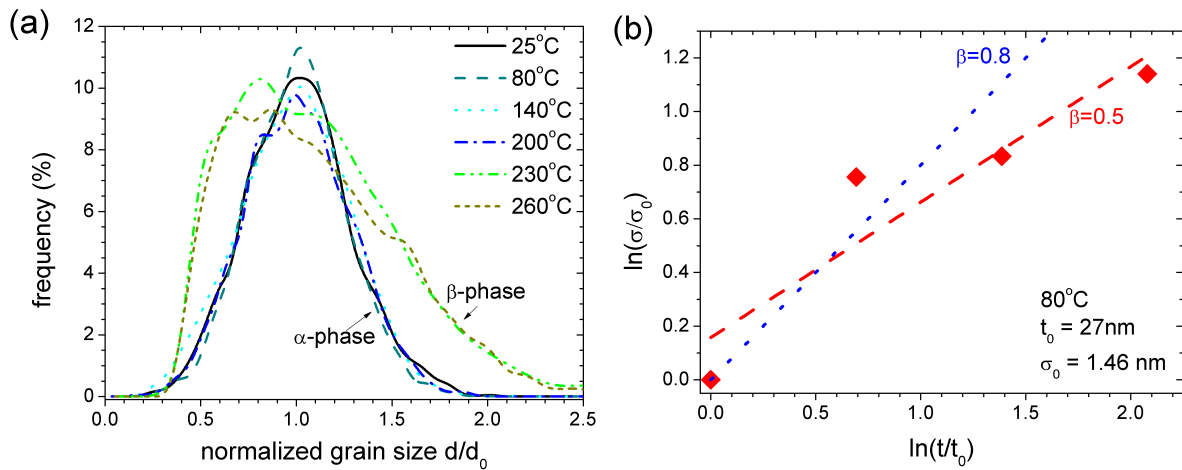 (a)
12
10
8
6
4
2
0
frequency (%)
25°C
80°C
140°C
200°C
230°C
260°C
β-phase
α-phase
0.0 0.5 1.0 1.5 2.0 2.5
normalized grain size d/d₀
(b)
1.2
1.0
0.8
0.6
0.4
0.2
0.0
ln(σ/σ₀)
β=0.8
β=0.5
80°C
t₀ = 27nm
σ₀ = 1.46 nm
0.0 0.5 1.0 1.5 2.0
ln(t/t₀)